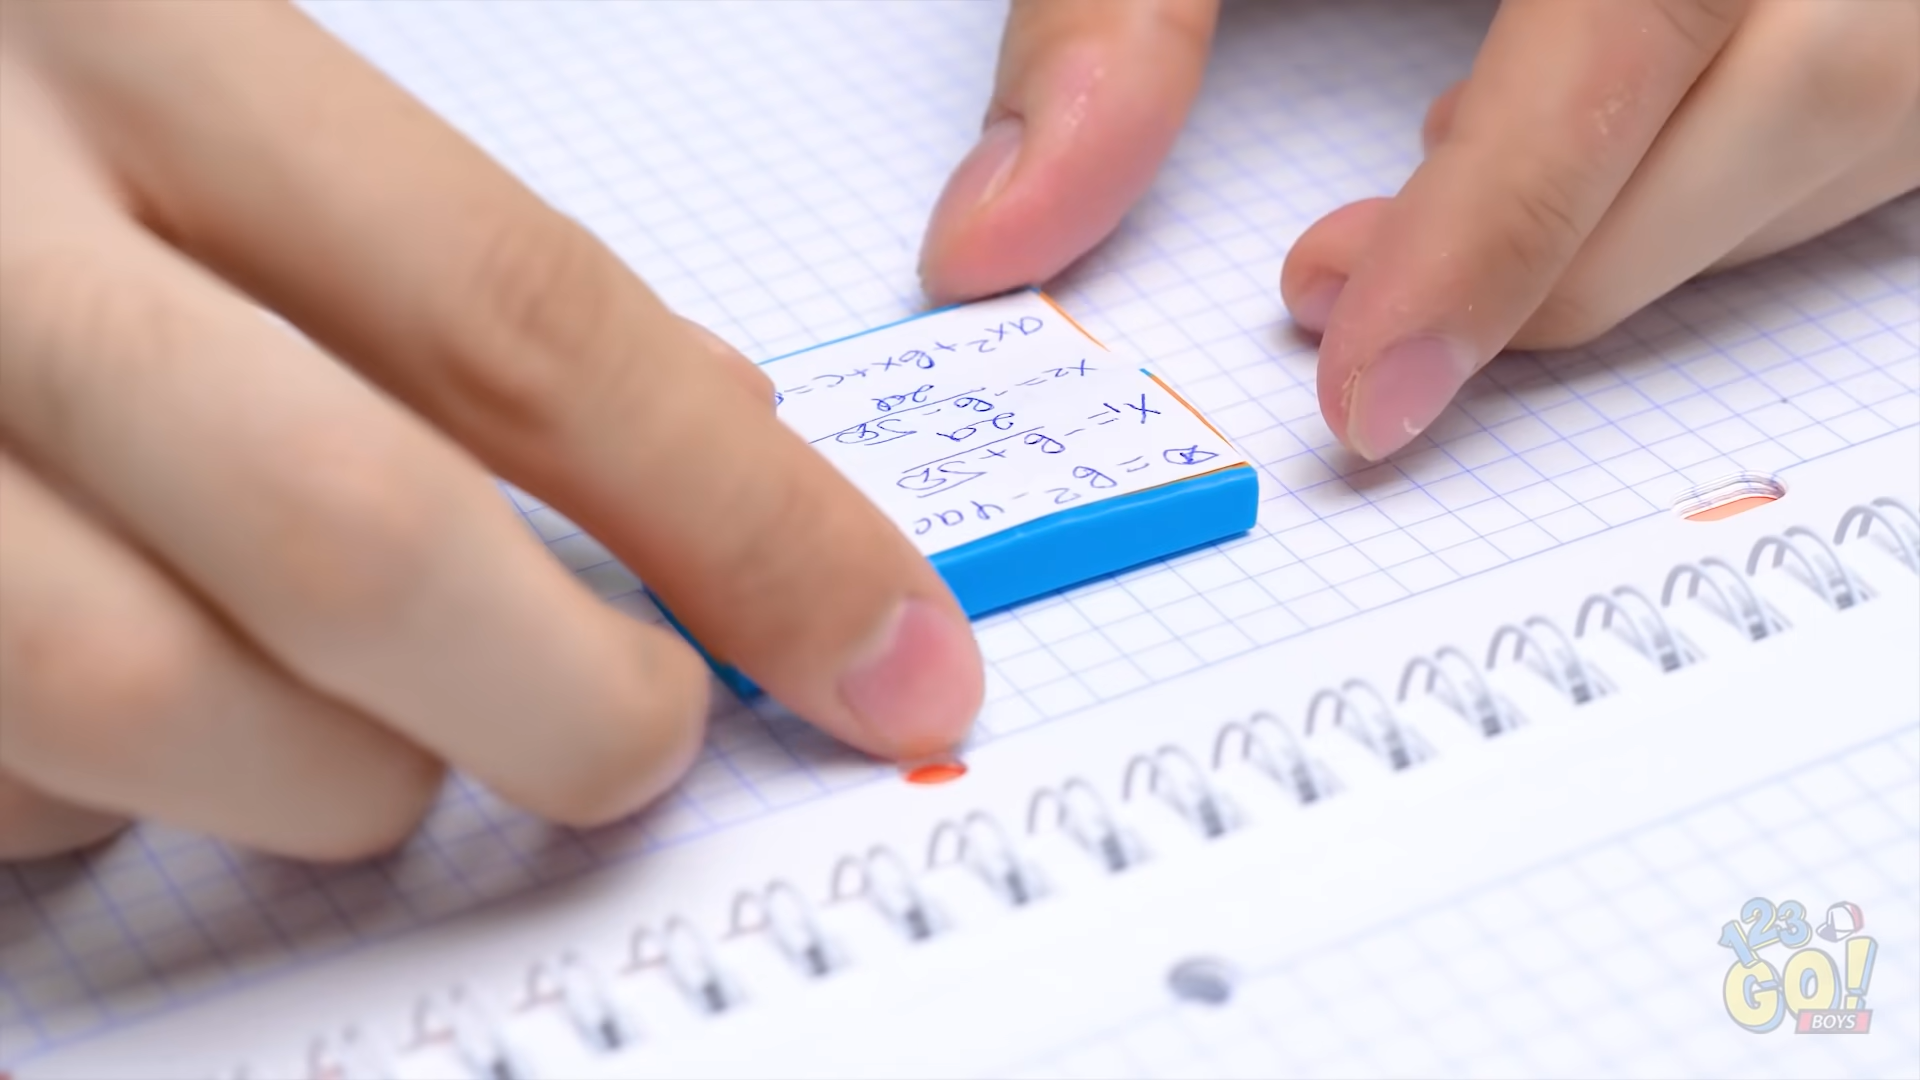 D = b² - 4ac
x₁ = -b + √D
2a
x₂ = -b - √D
2a
ax² + bx + c =
123
GO!
BOYS